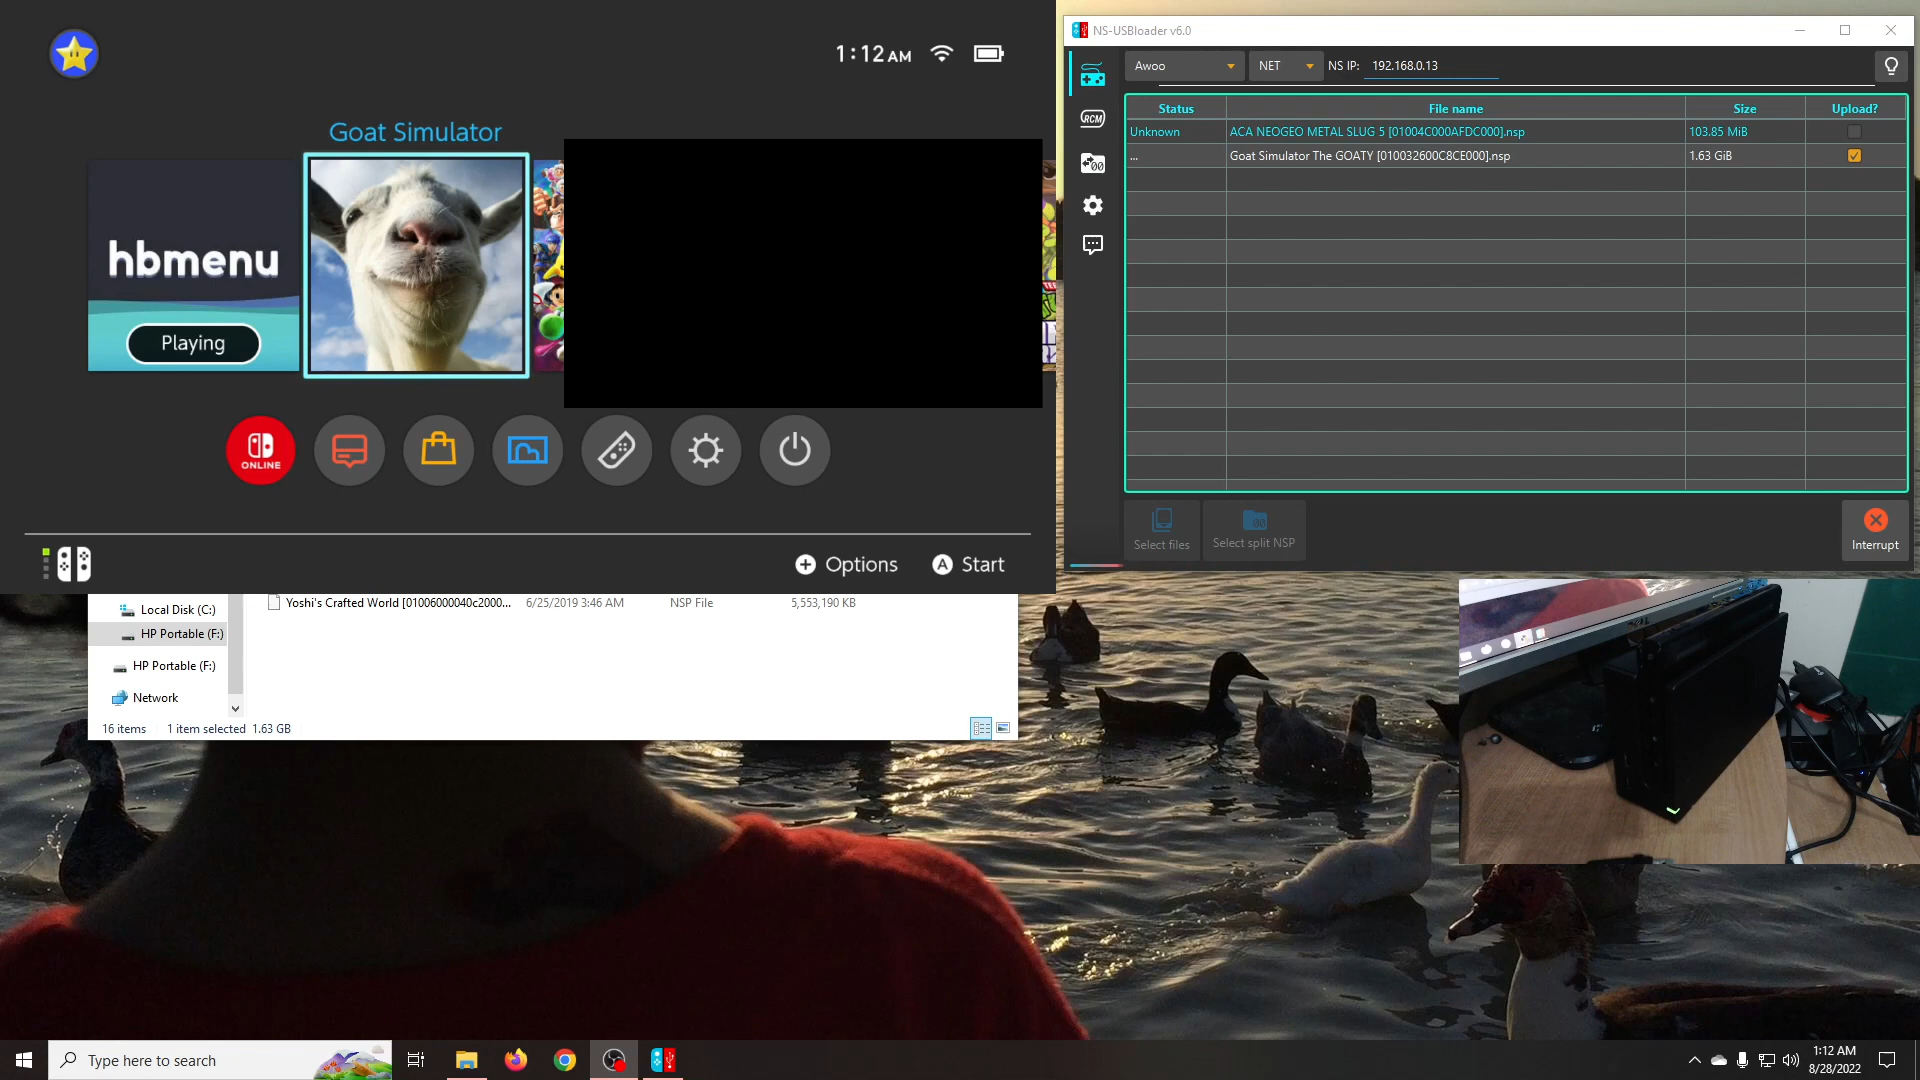 1:12 AM
Goat Simulator
hbmenu
Playing
ONLINE
+ Options
A Start
NS-USBloader v6.0
Awoo
NET
NS IP:
192.168.0.13
RCM
Status
File name
Size
Upload?
Unknown
ACA NEOGEO METAL SLUG 5 [01004C000AFDC000].nsp
103.85 MiB
...
Goat Simulator The GOATY [010032600C8CE000].nsp
1.63 GiB
Select files
Select split NSP
Interrupt
Local Disk (C:)
HP Portable (F:)
HP Portable (F:)
Network
Yoshi's Crafted World [01006000040c2000...
6/25/2019 3:46 AM
NSP File
5,553,190 KB
16 items
1 item selected 1.63 GB
Type here to search
1:12 AM
8/28/2022